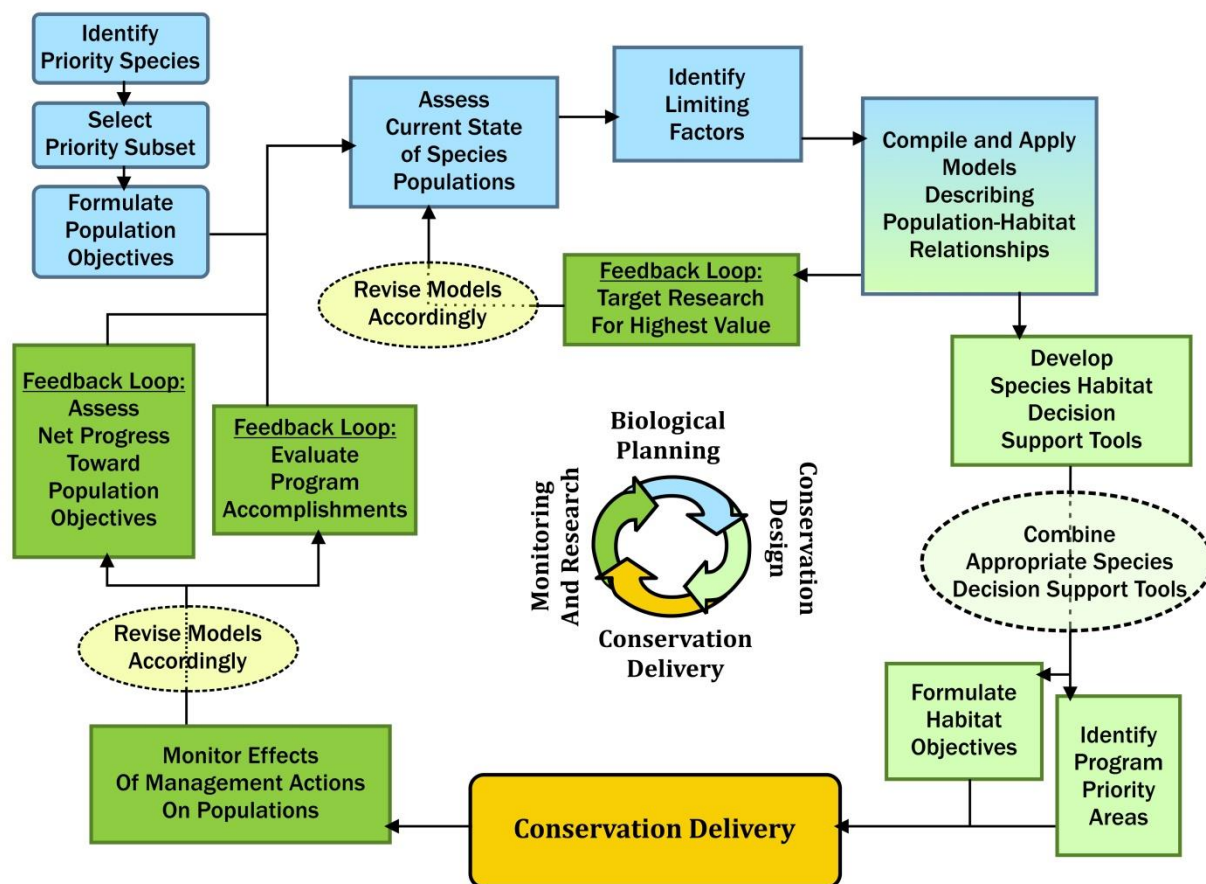 Identify
Priority Species
Select
Priority Subset
Formulate
Population
Objectives
Assess
Current State
of Species
Populations
Identify
Limiting
Factors
Compile and Apply
Models
Describing
Population-Habitat
Relationships
Feedback Loop:
Target Research
For Highest Value
Revise Models
Accordingly
Develop
Species Habitat
Decision
Support Tools
Combine
Appropriate Species
Decision Support Tools
Formulate
Habitat
Objectives
Identify
Program
Priority
Areas
Conservation Delivery
Monitor Effects
Of Management Actions
On Populations
Revise Models
Accordingly
Feedback Loop:
Assess
Net Progress
Toward
Population
Objectives
Feedback Loop:
Evaluate
Program
Accomplishments
Biological
Planning
Conservation
Design
Conservation
Delivery
Monitoring
And Research